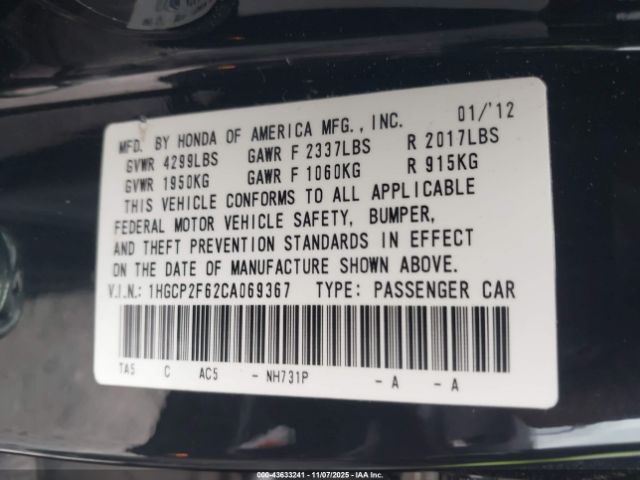 MFD. BY HONDA OF AMERICA MFG., INC. 01/'12
GVWR 4299LBS GAWR F 2337LBS R 2017LBS
GVWR 1950KG GAWR F 1060KG R 915KG
THIS VEHICLE CONFORMS TO ALL APPLICABLE
FEDERAL MOTOR VEHICLE SAFETY, BUMPER,
AND THEFT PREVENTION STANDARDS IN EFFECT
ON THE DATE OF MANUFACTURE SHOWN ABOVE.
V.I.N.: 1HGCP2F62CA069367 TYPE: PASSENGER CAR
TA5 C AC5 - NH731P - A - A
000-43633241 - 11/07/2025 - IAA Inc.